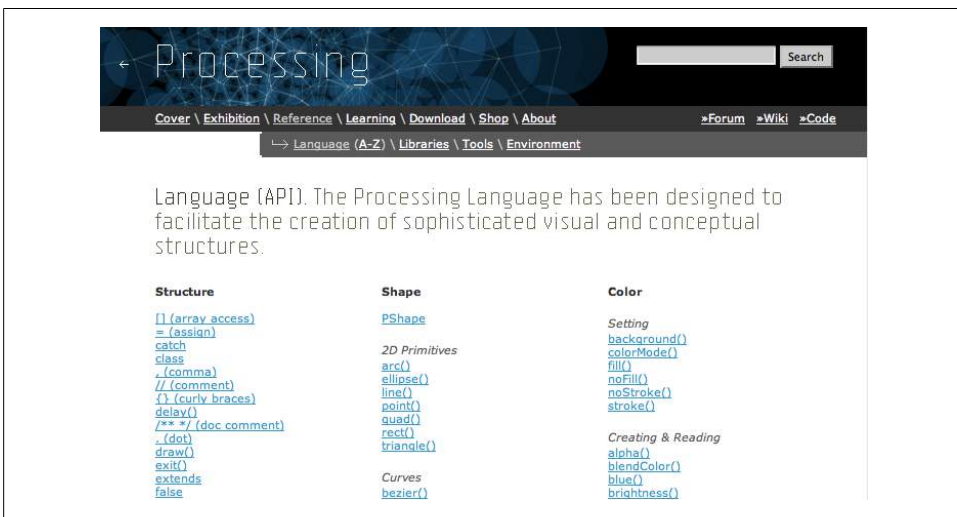 ← Processing
Search
Cover \ Exhibition \ Reference \ Learning \ Download \ Shop \ About
»Forum »Wiki »Code
↳ Language (A-Z) \ Libraries \ Tools \ Environment
Language (API). The Processing Language has been designed to
facilitate the creation of sophisticated visual and conceptual
structures.
Structure
[] (array access)
= (assign)
catch
class
, (comma)
// (comment)
{} (curly braces)
delay()
/** */ (doc comment)
. (dot)
draw()
exit()
extends
false
Shape
PShape
2D Primitives
arc()
ellipse()
line()
point()
quad()
rect()
triangle()
Curves
bezier()
Color
Setting
background()
colorMode()
fill()
noFill()
noStroke()
stroke()
Creating & Reading
alpha()
blendColor()
blue()
brightness()